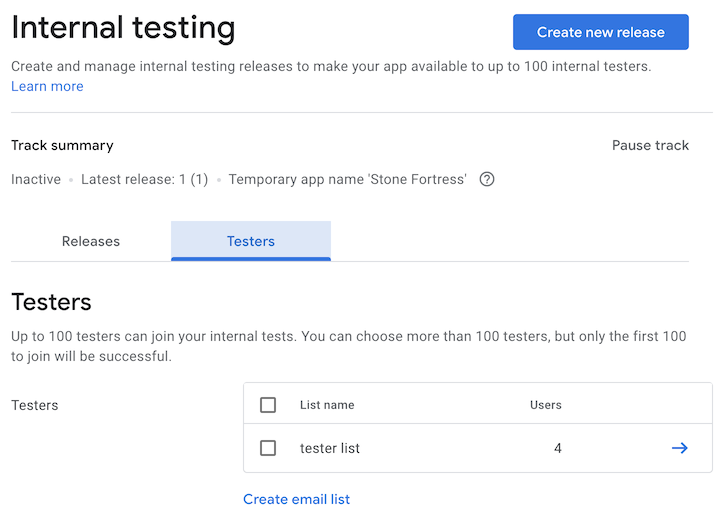 Internal testing
Create new release
Create and manage internal testing releases to make your app available to up to 100 internal testers.
Learn more
Track summary
Pause track
Inactive • Latest release: 1 (1) • Temporary app name 'Stone Fortress' ?
Releases
Testers
Testers
Up to 100 testers can join your internal tests. You can choose more than 100 testers, but only the first 100
to join will be successful.
Testers
List name
Users
tester list
4
Create email list